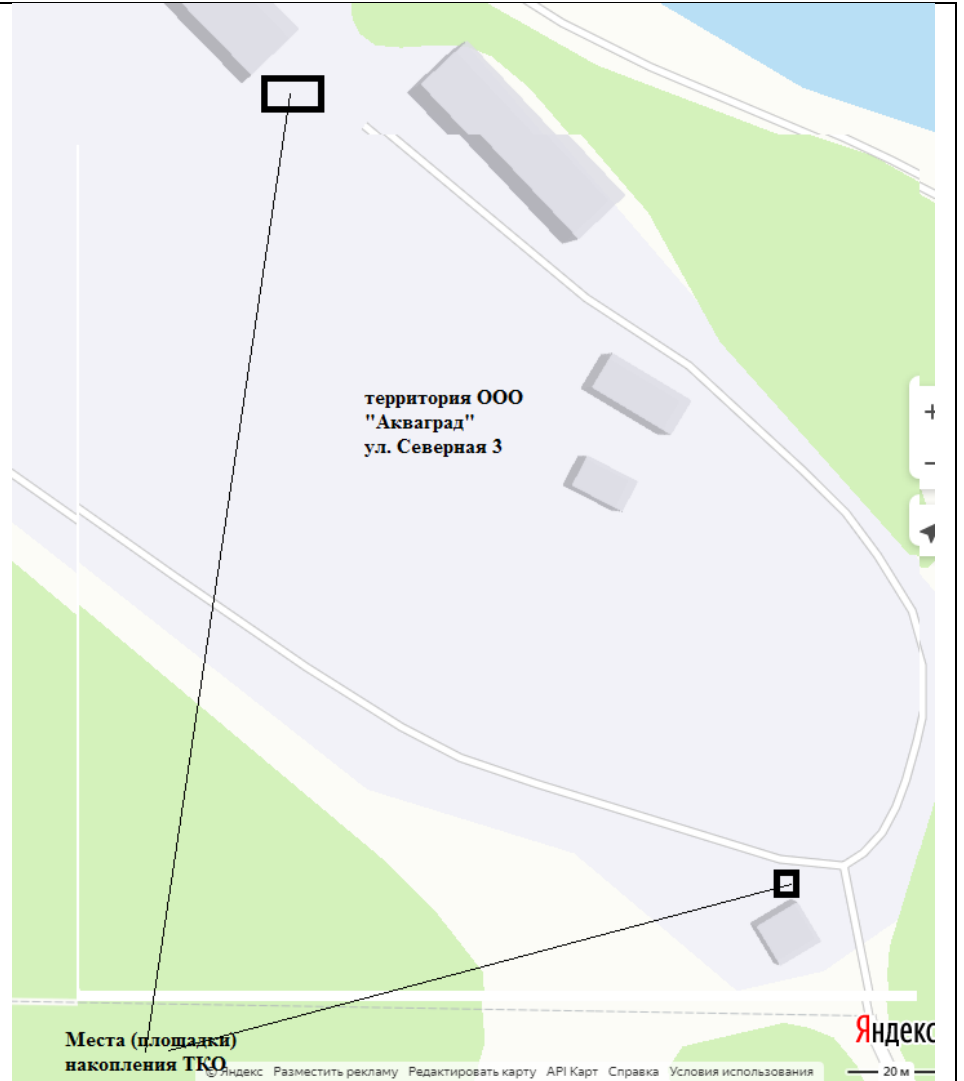 территория ООО
"Акваград"
ул. Северная 3
+
−
Места (площадки)
накопления ТКО
Яндекс
© Яндекс Разместить рекламу Редактировать карту API Карт Справка Условия использования
20 м